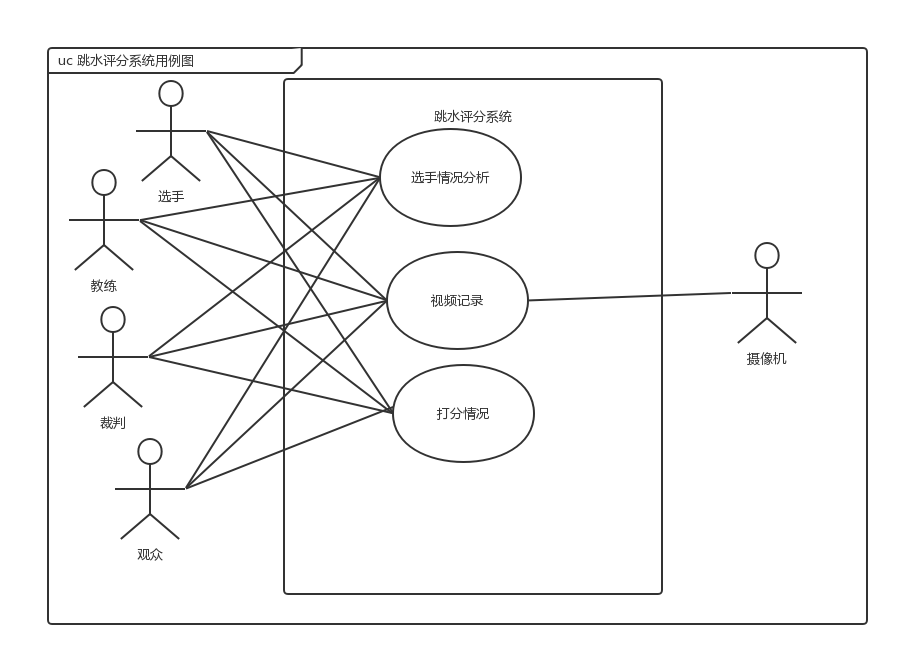 uc 跳水评分系统用例图
跳水评分系统
选手情况分析
选手
教练
视频记录
摄像机
裁判
打分情况
观众